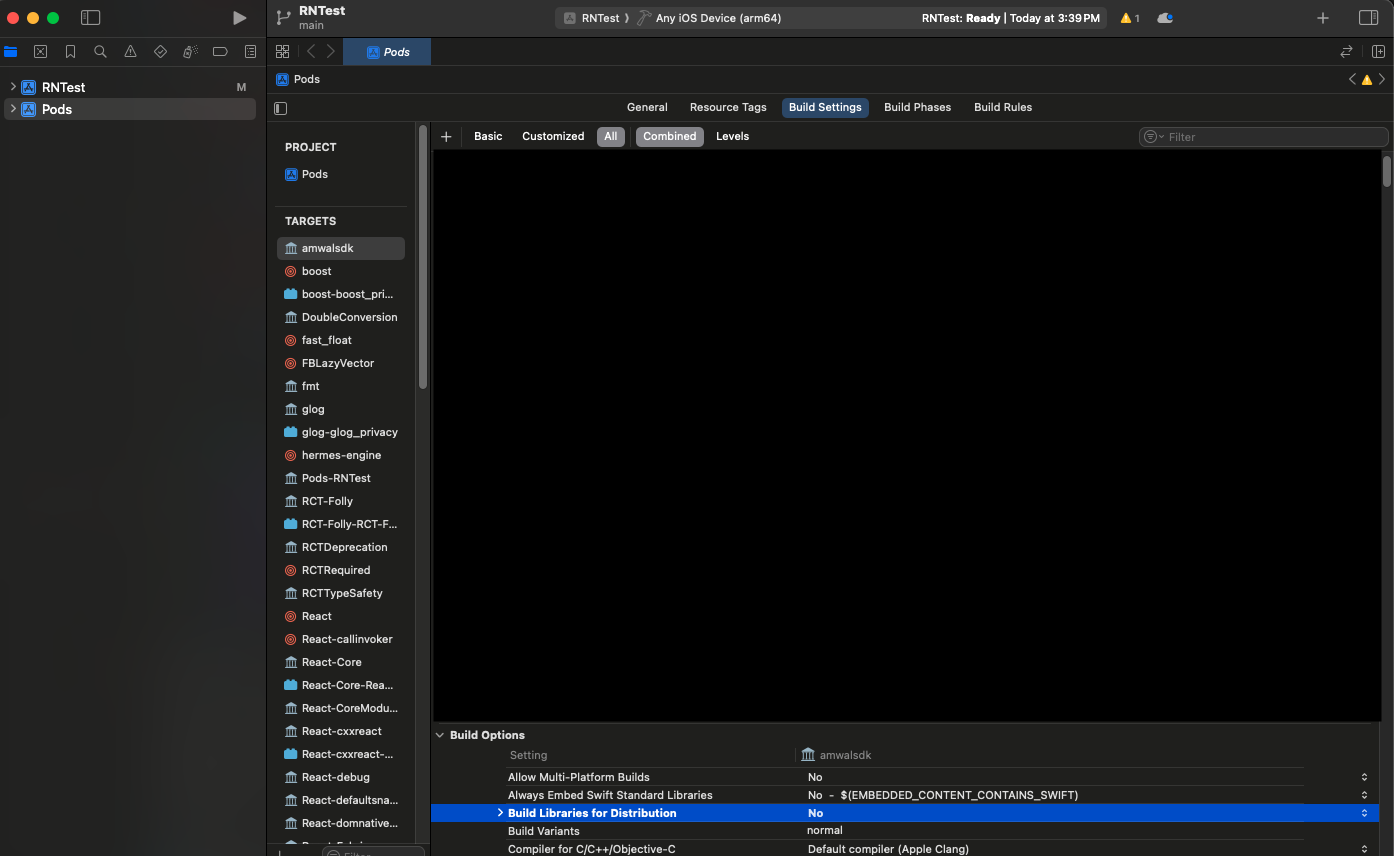 RNTest
main
RNTest
Any iOS Device (arm64)
RNTest: Ready | Today at 3:39 PM
1
Pods
RNTest
M
Pods
Pods
General
Resource Tags
Build Settings
Build Phases
Build Rules
Basic
Customized
All
Combined
Levels
Filter
PROJECT
Pods
TARGETS
amwalsdk
boost
boost-boost_pri...
DoubleConversion
fast_float
FBLazyVector
fmt
glog
glog-glog_privacy
hermes-engine
Pods-RNTest
RCT-Folly
RCT-Folly-RCT-F...
RCTDeprecation
RCTRequired
RCTTypeSafety
React
React-callinvoker
React-Core
React-Core-Rea...
React-CoreModu...
React-cxxreact
React-cxxreact-...
React-debug
React-defaultsna...
React-domnative...
Filter
Build Options
Setting
amwalsdk
Allow Multi-Platform Builds
No
Always Embed Swift Standard Libraries
No - $(EMBEDDED_CONTENT_CONTAINS_SWIFT)
Build Libraries for Distribution
No
Build Variants
normal
Compiler for C/C++/Objective-C
Default compiler (Apple Clang)